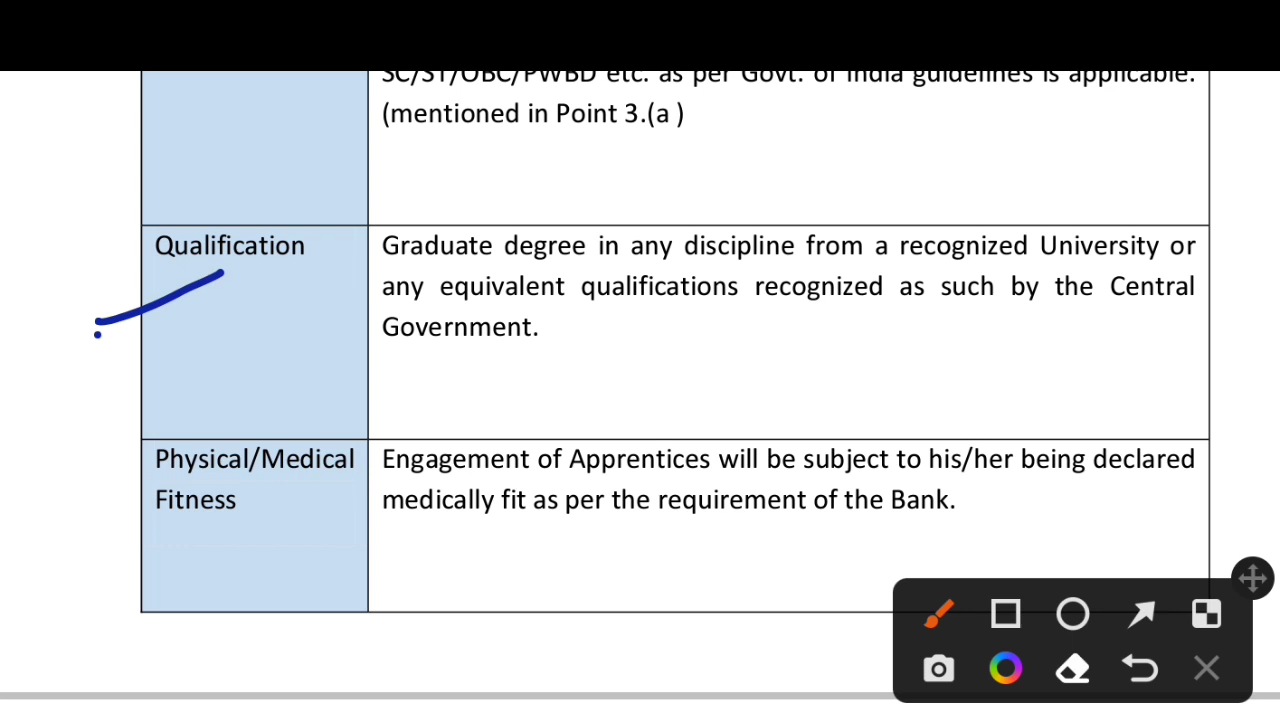 SC/ST/OBC/PWBD etc. as per Govt. of India guidelines is applicable.
(mentioned in Point 3.(a )
Qualification
Graduate degree in any discipline from a recognized University or
any equivalent qualifications recognized as such by the Central
Government.
Physical/Medical
Fitness
Engagement of Apprentices will be subject to his/her being declared
medically fit as per the requirement of the Bank.